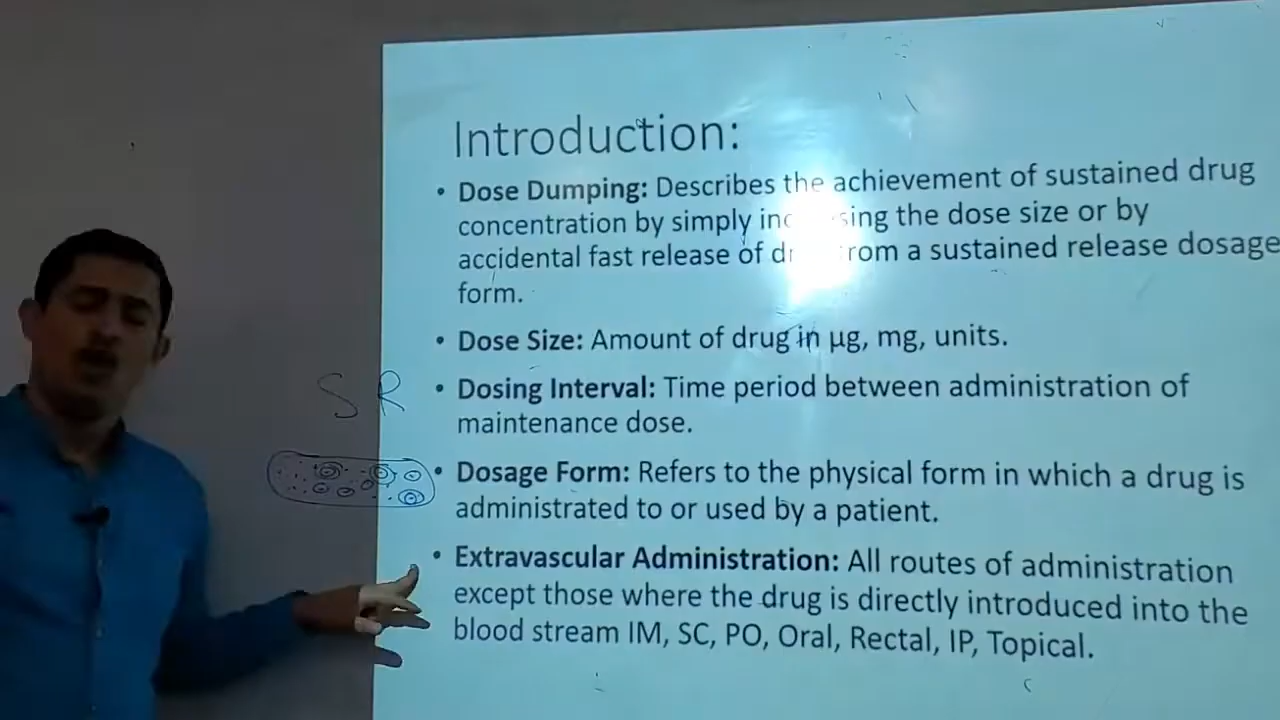 Introduction:
• Dose Dumping: Describes the achievement of sustained drug
concentration by simply the dose size or by
accidental fast release of from a sustained release dosage
form.
• Dose Size: Amount of drug in µg, mg, units.
• Dosing Interval: Time period between administration of
maintenance dose.
• Dosage Form: Refers to the physical form in which a drug is
administrated to or used by a patient.
• Extravascular Administration: All routes of administration
except those where the drug is directly introduced into the
blood stream IM, SC, PO, Oral, Rectal, IP, Topical.
SR